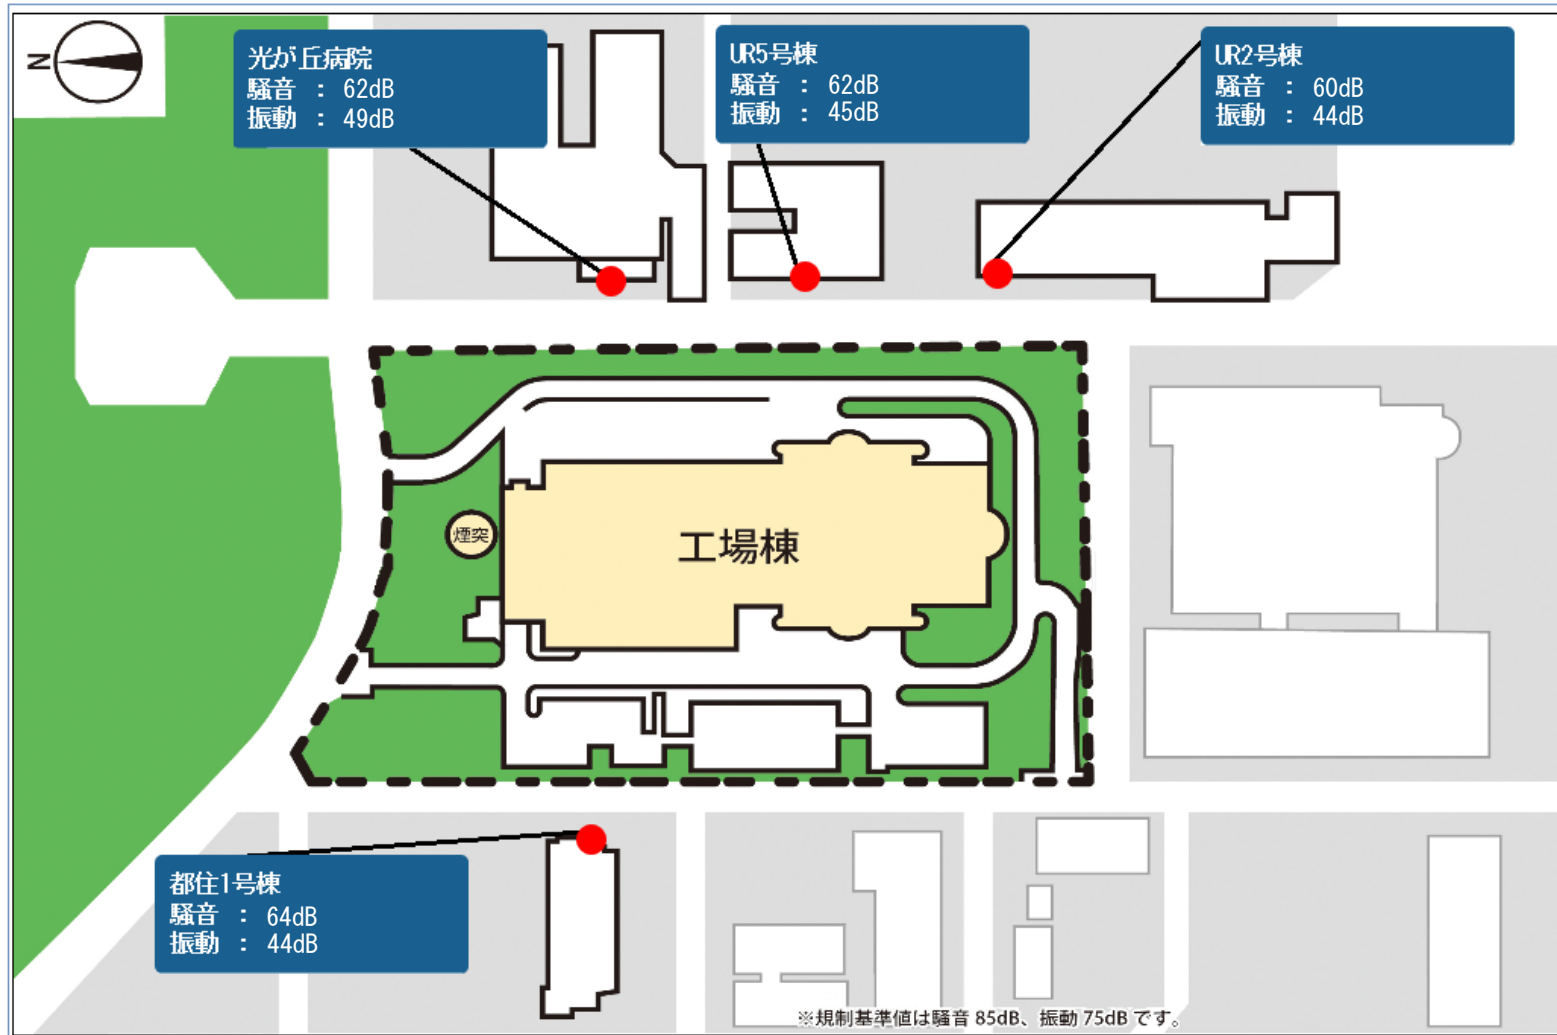 N
光が丘病院
騒音 : 62dB
振動 : 49dB
UR5号棟
騒音 : 62dB
振動 : 45dB
UR2号棟
騒音 : 60dB
振動 : 44dB
煙突
工場棟
都住1号棟
騒音 : 64dB
振動 : 44dB
※規制基準値は騒音 85dB、振動 75dB です。